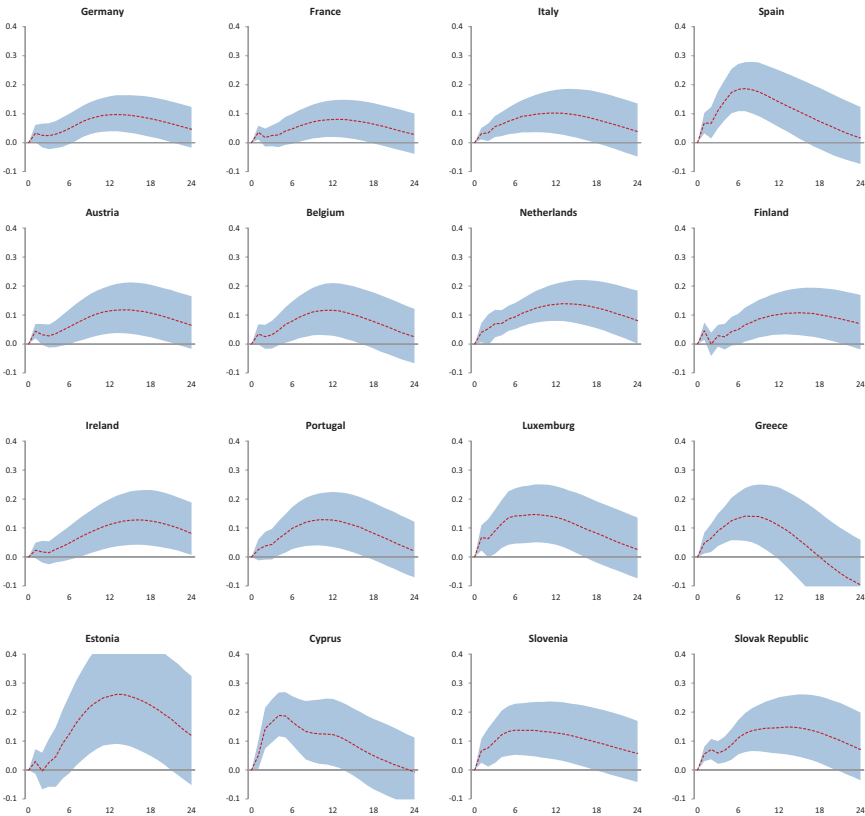 Germany France Italy Spain
0.4 0.4 0.4 0.4
0.3 0.3 0.3 0.3
0.2 0.2 0.2 0.2
0.1 0.1 0.1 0.1
0.0 0.0 0.0 0.0
-0.1 -0.1 -0.1 -0.1
0 6 12 18 24 0 6 12 18 24 0 6 12 18 24 0 6 12 18 24
Austria Belgium Netherlands Finland
0.4 0.4 0.4 0.4
0.3 0.3 0.3 0.3
0.2 0.2 0.2 0.2
0.1 0.1 0.1 0.1
0.0 0.0 0.0 0.0
-0.1 -0.1 -0.1 -0.1
0 6 12 18 24 0 6 12 18 24 0 6 12 18 24 0 6 12 18 24
Ireland Portugal Luxemburg Greece
0.4 0.4 0.4 0.4
0.3 0.3 0.3 0.3
0.2 0.2 0.2 0.2
0.1 0.1 0.1 0.1
0.0 0.0 0.0 0.0
-0.1 -0.1 -0.1 -0.1
0 6 12 18 24 0 6 12 18 24 0 6 12 18 24 0 6 12 18 24
Estonia Cyprus Slovenia Slovak Republic
0.4 0.4 0.4 0.4
0.3 0.3 0.3 0.3
0.2 0.2 0.2 0.2
0.1 0.1 0.1 0.1
0.0 0.0 0.0 0.0
-0.1 -0.1 -0.1 -0.1
0 6 12 18 24 0 6 12 18 24 0 6 12 18 24 0 6 12 18 24